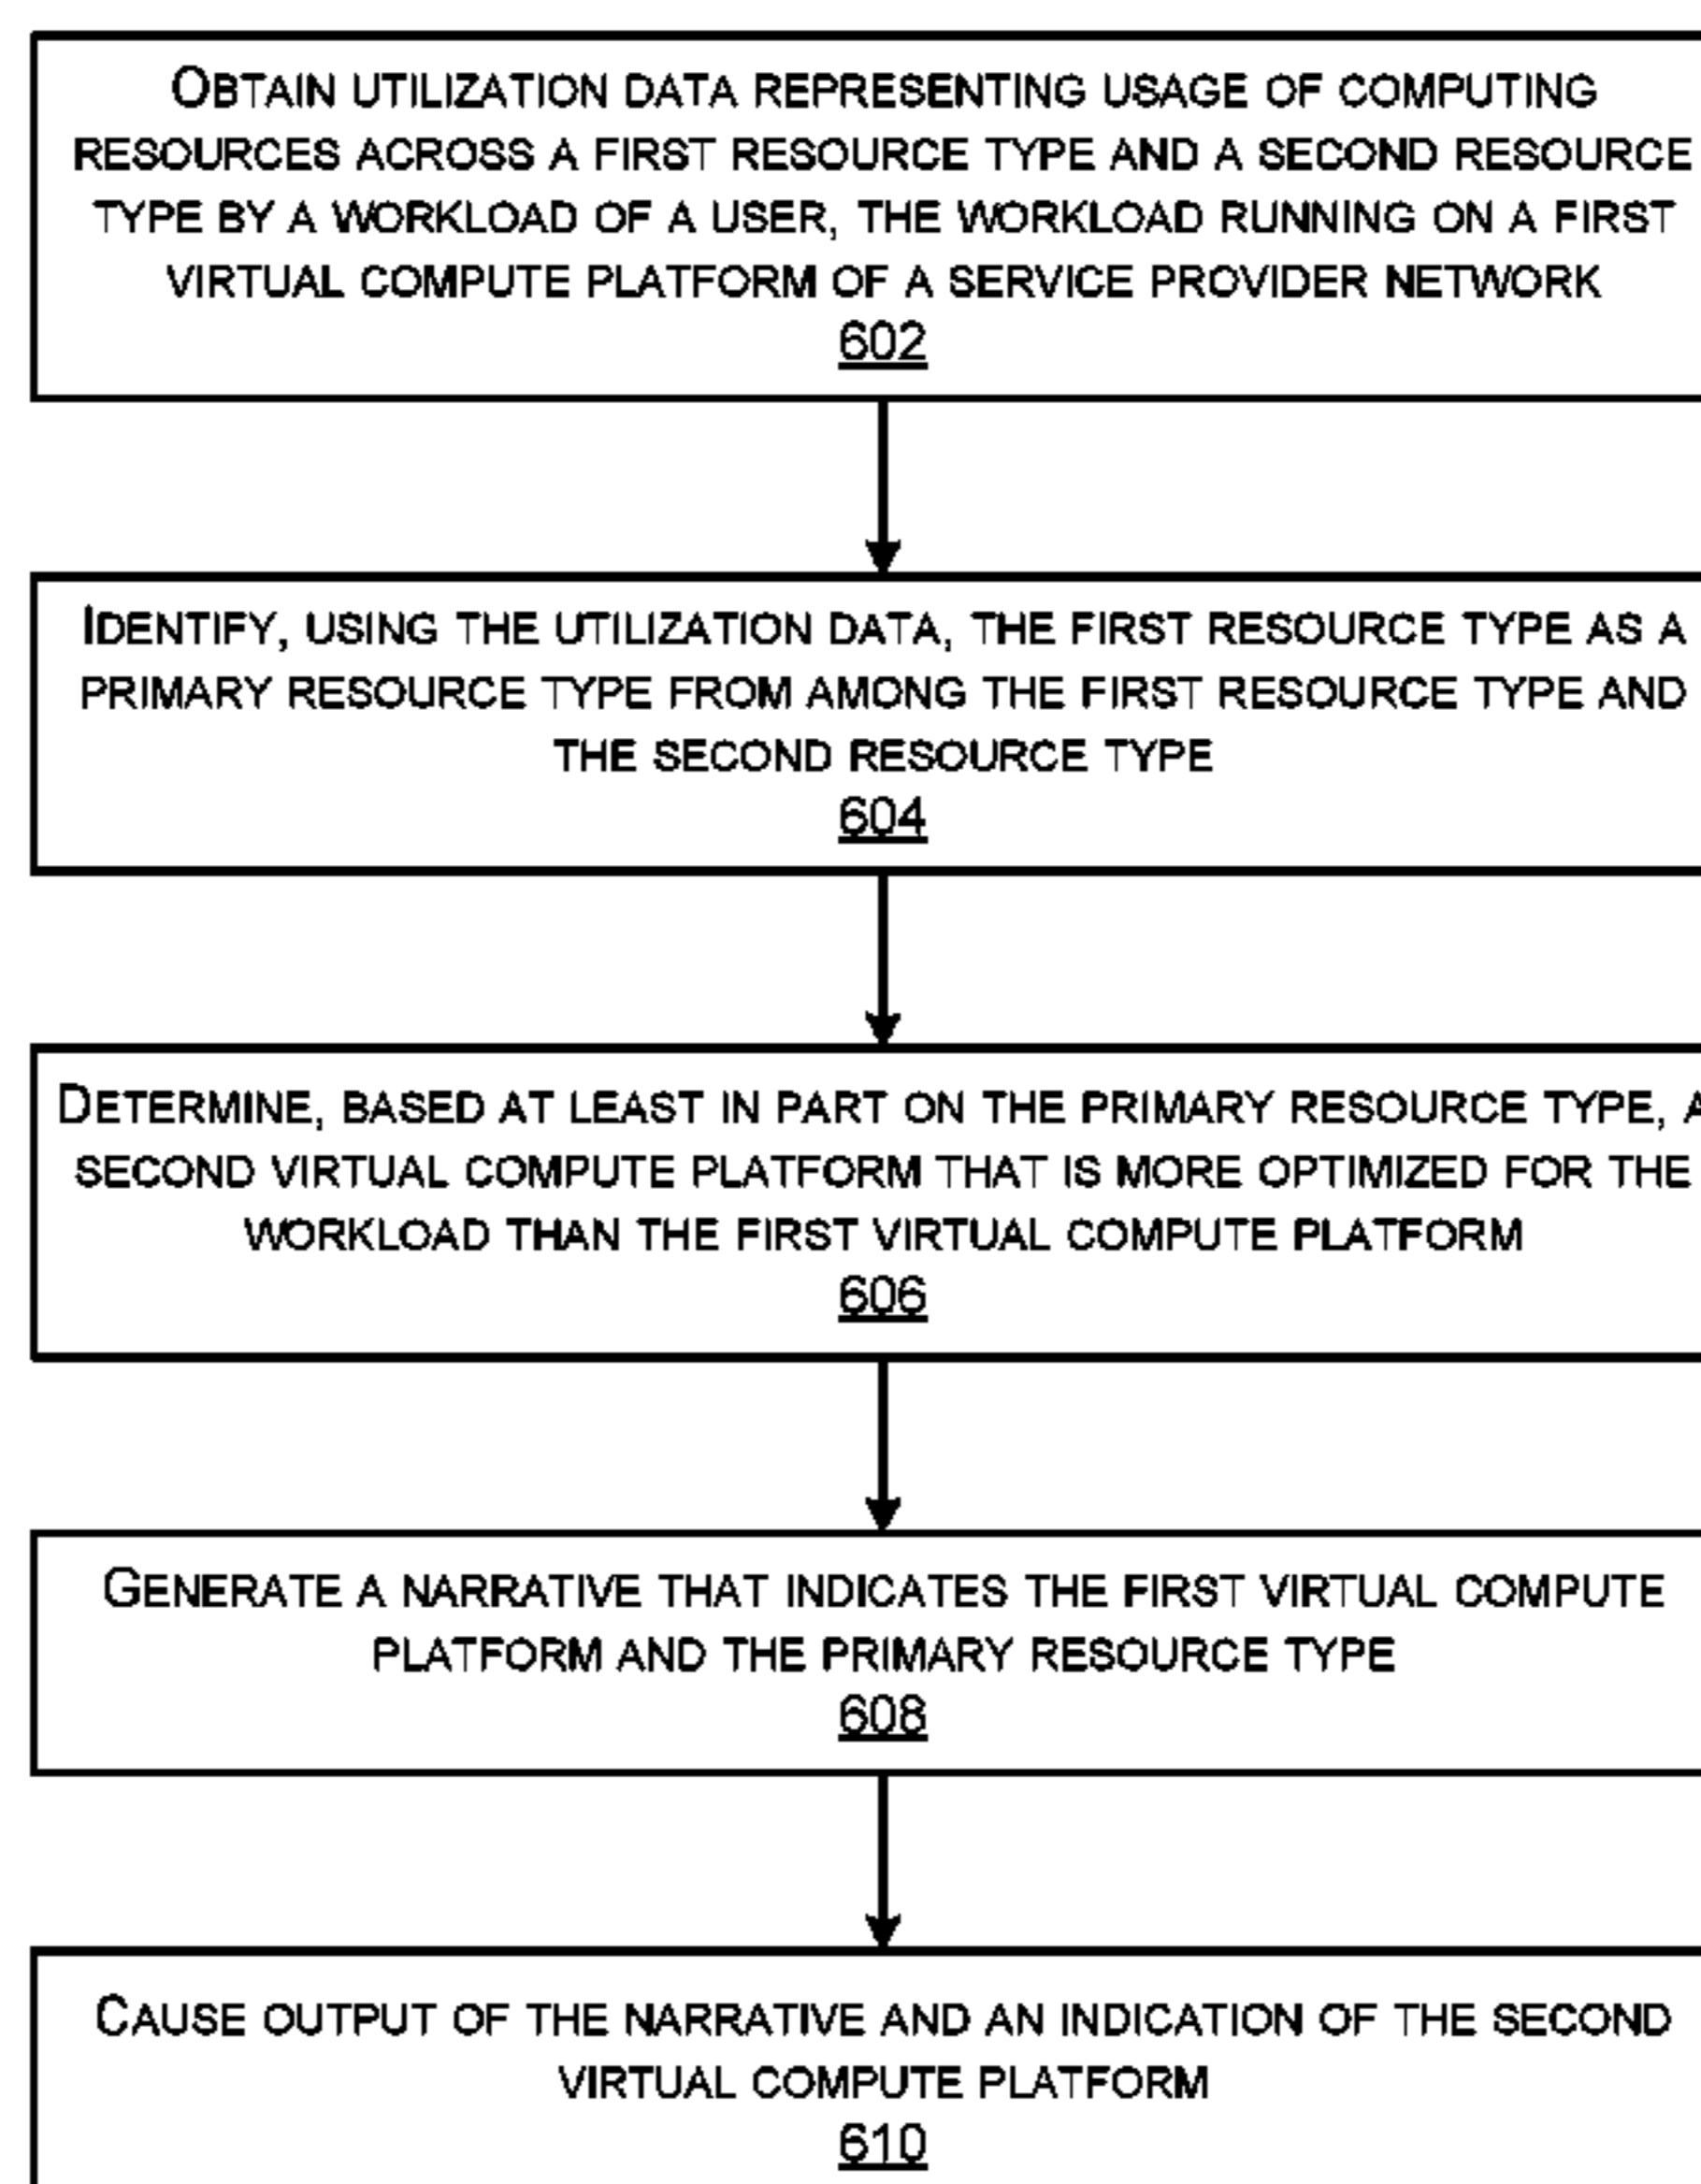 OBTAIN UTILIZATION DATA REPRESENTING USAGE OF COMPUTING
RESOURCES ACROSS A FIRST RESOURCE TYPE AND A SECOND RESOURCE
TYPE BY A WORKLOAD OF A USER, THE WORKLOAD RUNNING ON A FIRST
VIRTUAL COMPUTE PLATFORM OF A SERVICE PROVIDER NETWORK
602
IDENTIFY, USING THE UTILIZATION DATA, THE FIRST RESOURCE TYPE AS A
PRIMARY RESOURCE TYPE FROM AMONG THE FIRST RESOURCE TYPE AND
THE SECOND RESOURCE TYPE
604
DETERMINE, BASED AT LEAST IN PART ON THE PRIMARY RESOURCE TYPE, A
SECOND VIRTUAL COMPUTE PLATFORM THAT IS MORE OPTIMIZED FOR THE
WORKLOAD THAN THE FIRST VIRTUAL COMPUTE PLATFORM
606
GENERATE A NARRATIVE THAT INDICATES THE FIRST VIRTUAL COMPUTE
PLATFORM AND THE PRIMARY RESOURCE TYPE
608
CAUSE OUTPUT OF THE NARRATIVE AND AN INDICATION OF THE SECOND
VIRTUAL COMPUTE PLATFORM
610